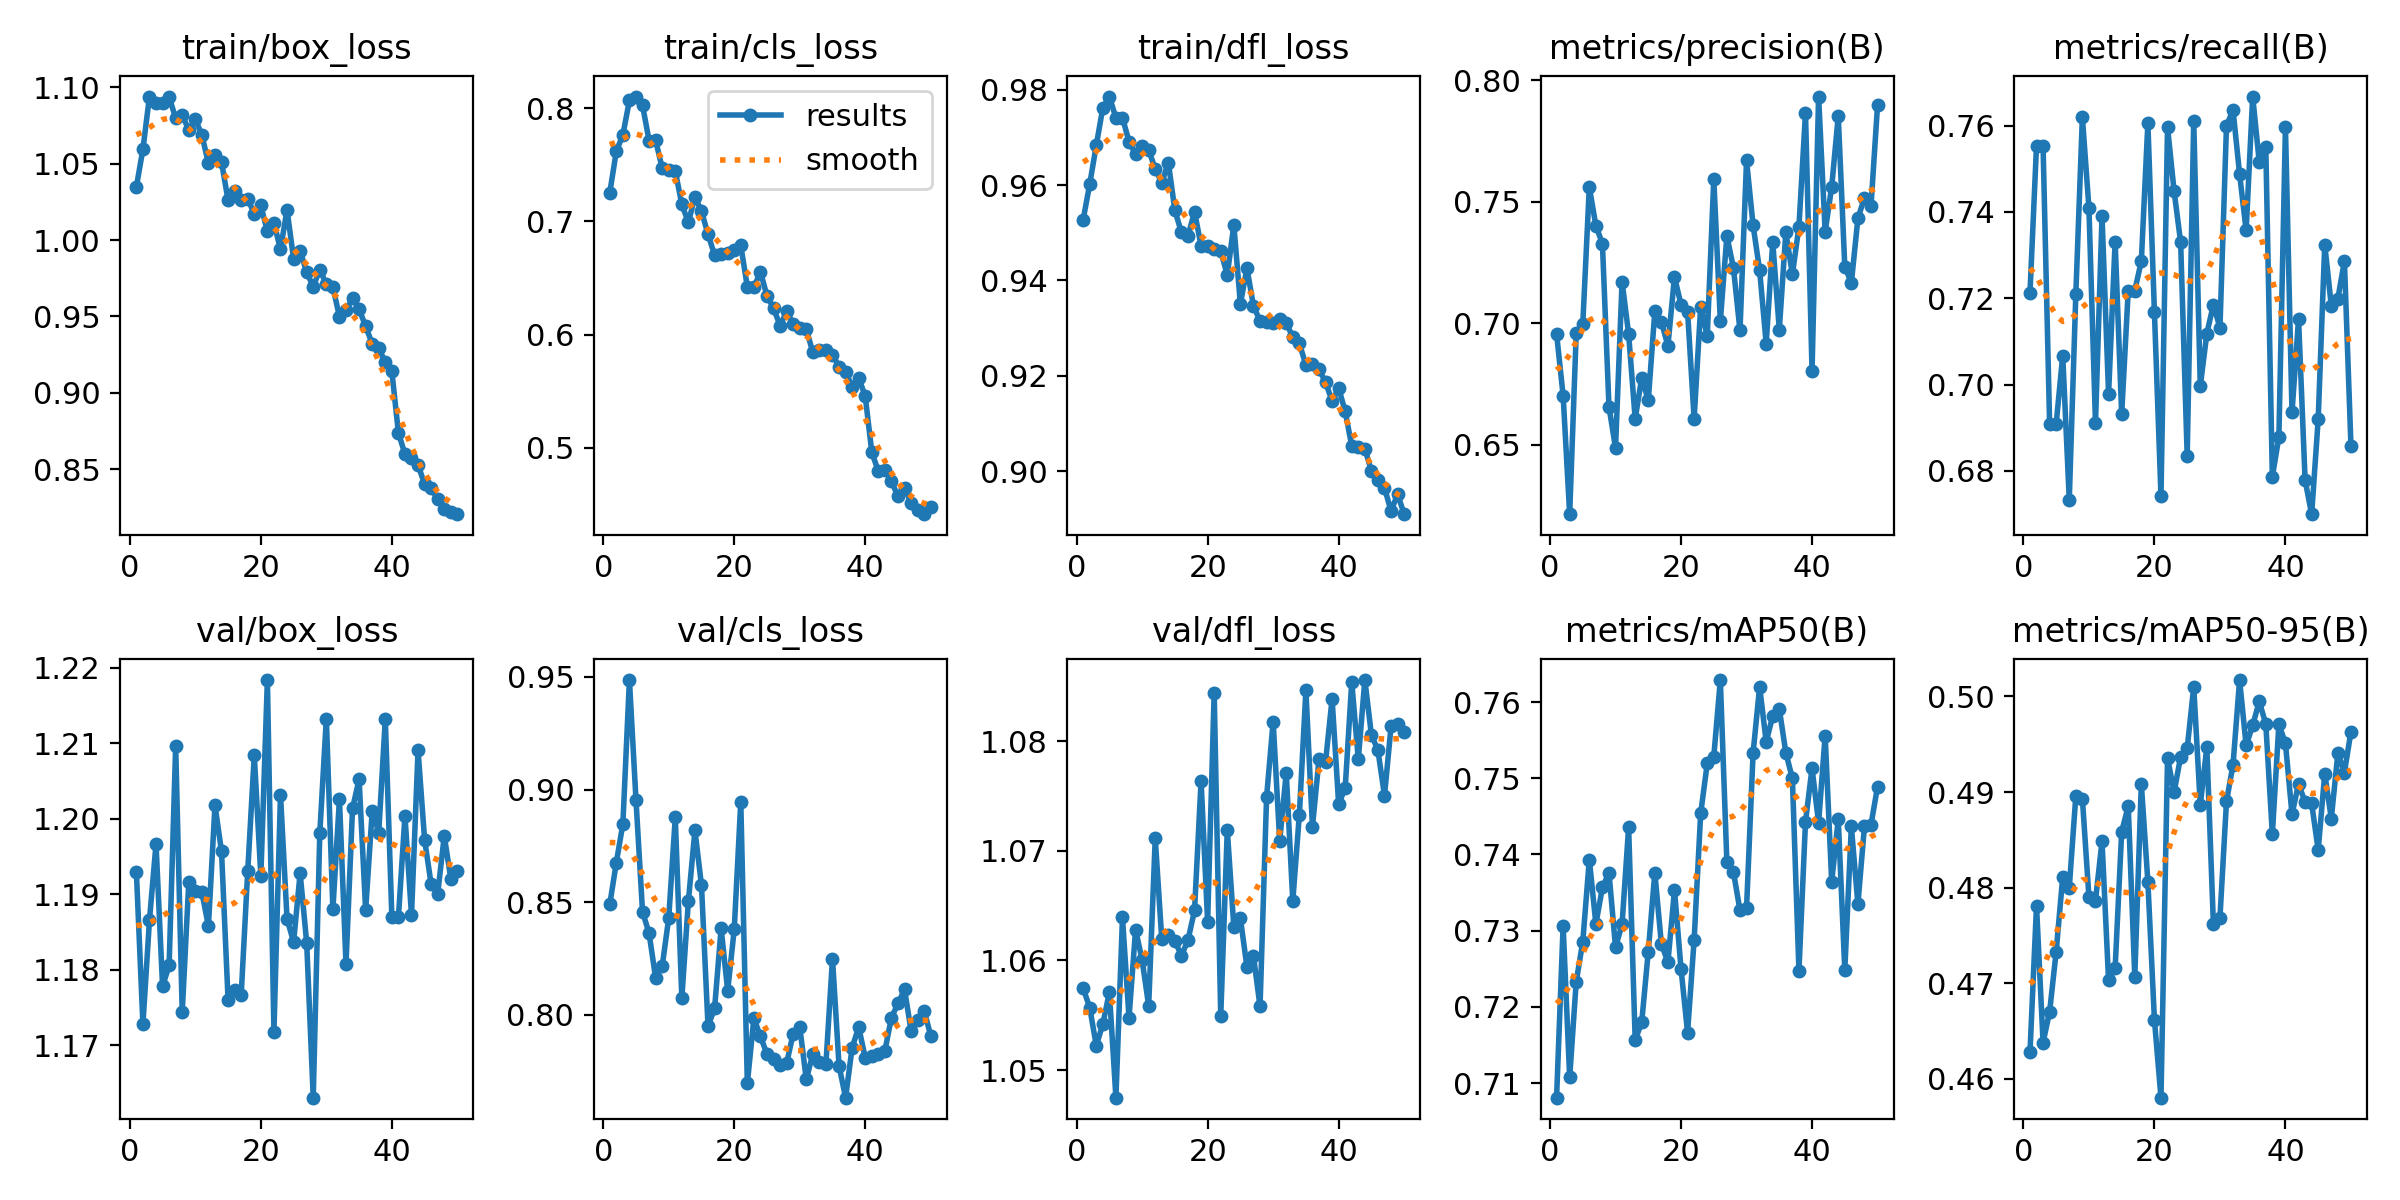 train/box_loss
train/cls_loss
train/dfl_loss
metrics/precision(B)
metrics/recall(B)
1.10
1.05
1.00
0.95
0.90
0.85
0 20 40
0.8
0.7
0.6
0.5
results
smooth
0 20 40
0.98
0.96
0.94
0.92
0.90
0 20 40
0.80
0.75
0.70
0.65
0 20 40
0.76
0.74
0.72
0.70
0.68
0 20 40
val/box_loss
val/cls_loss
val/dfl_loss
metrics/mAP50(B)
metrics/mAP50-95(B)
1.22
1.21
1.20
1.19
1.18
1.17
0 20 40
0.95
0.90
0.85
0.80
0 20 40
1.08
1.07
1.06
1.05
0 20 40
0.76
0.75
0.74
0.73
0.72
0.71
0 20 40
0.50
0.49
0.48
0.47
0.46
0 20 40